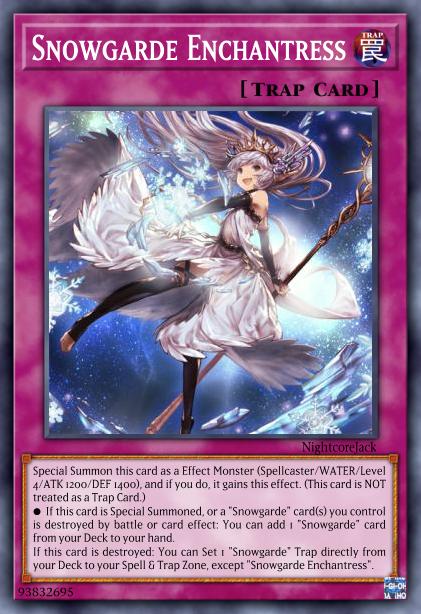 SNOWGARDE ENCHANTRESS
TRAP
罠
[TRAP CARD]
NightcoreJack
Special Summon this card as a Effect Monster (Spellcaster/WATER/Level
4/ATK 1200/DEF 1400), and if you do, it gains this effect. (This card is NOT
treated as a Trap Card.)
● If this card is Special Summoned, or a "Snowgarde" card(s) you control
is destroyed by battle or card effect: You can add 1 "Snowgarde" card
from your Deck to your hand.
If this card is destroyed: You can Set 1 "Snowgarde" Trap directly from
your Deck to your Spell & Trap Zone, except "Snowgarde Enchantress".
93832695